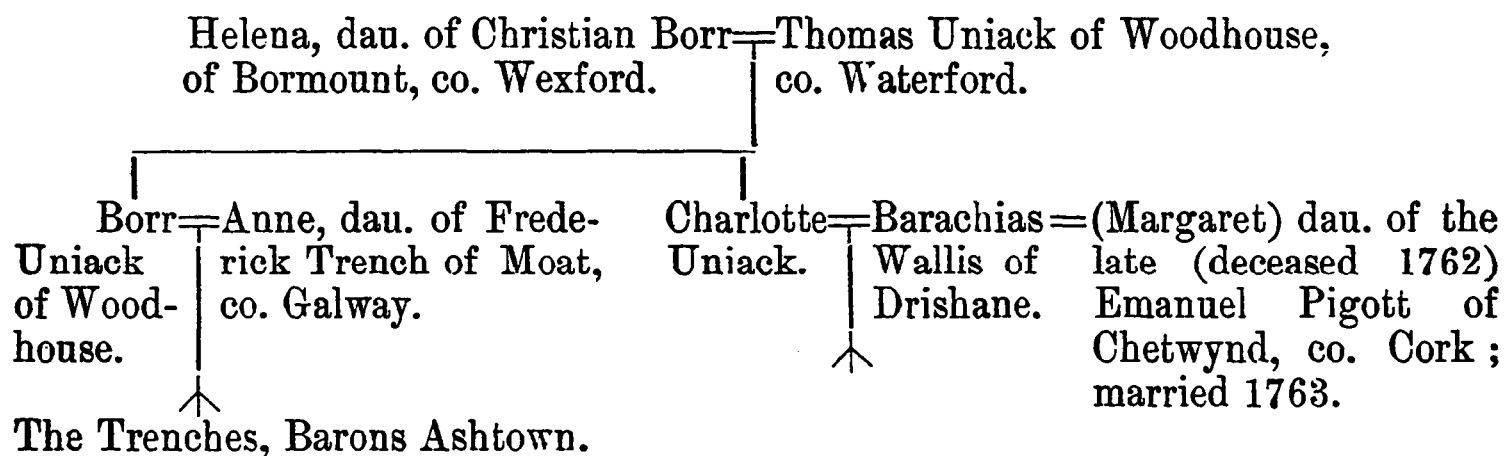 Helena, dau. of Christian Borr=Thomas Uniack of Woodhouse,
of Bormount, co. Wexford. co. Waterford.
Borr=Anne, dau. of Frede-
Uniack rick Trench of Moat,
of Wood- co. Galway.
house.
The Trenches, Barons Ashtown.
Charlotte=Barachias=(Margaret) dau. of the
Uniack. Wallis of late (deceased 1762)
Drishane. Emanuel Pigott of
Chetwynd, co. Cork ;
married 1763.